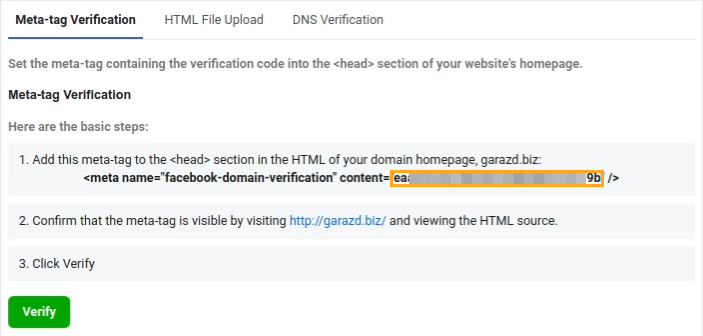 Meta-tag Verification HTML File Upload DNS Verification
Set the meta-tag containing the verification code into the <head> section of your website's homepage.
Meta-tag Verification
Here are the basic steps:
1. Add this meta-tag to the <head> section in the HTML of your domain homepage, garazd.biz:
<meta name="facebook-domain-verification" content= eaa 9b />
2. Confirm that the meta-tag is visible by visiting http://garazd.biz/ and viewing the HTML source.
3. Click Verify
Verify